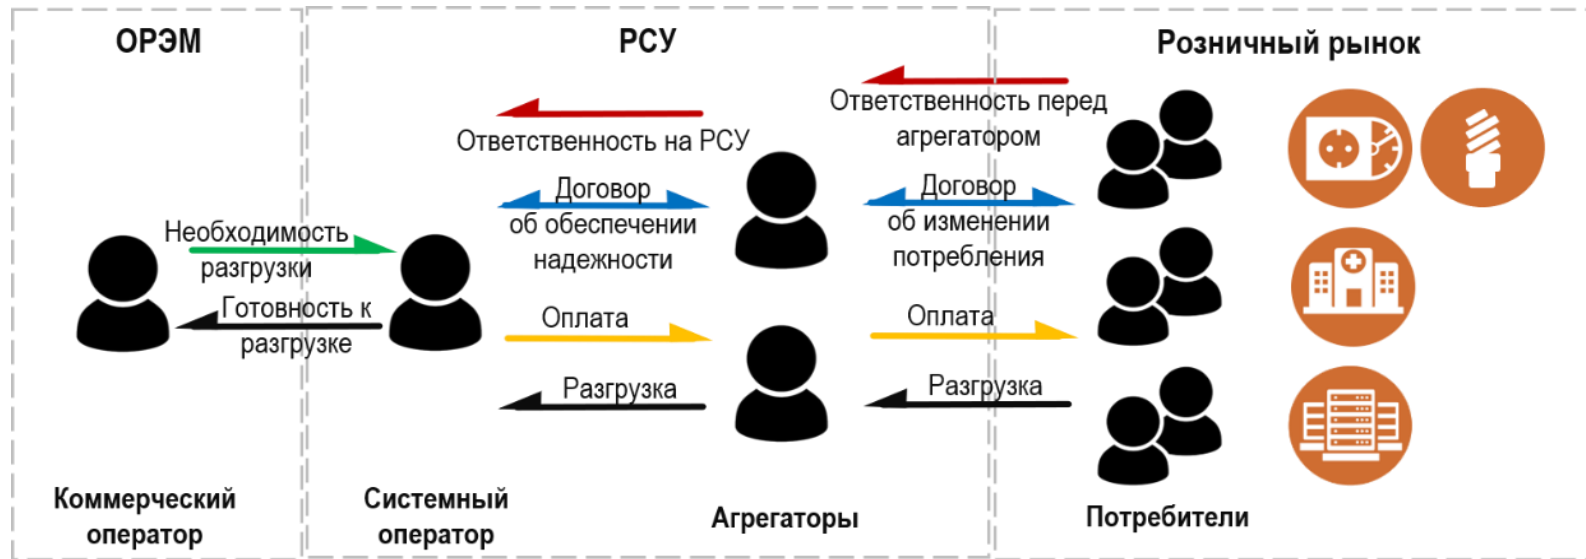 ОРЭМ
РСУ
Розничный рынок
Ответственность перед
агрегатором
Ответственность на РСУ
Договор
об обеспечении
надежности
Договор
об изменении
потребления
Необходимость
разгрузки
Готовность к
разгрузке
Оплата
Оплата
Разгрузка
Разгрузка
Коммерческий
оператор
Системный
оператор
Агрегаторы
Потребители